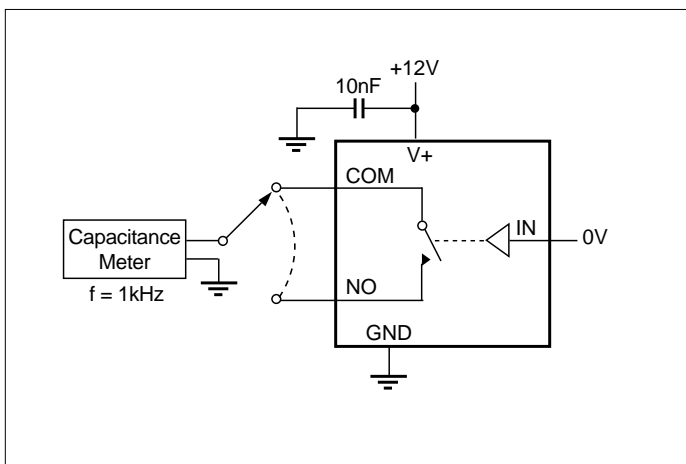 +12V
10nF
V+
COM
IN
0V
Capacitance
Meter
f = 1kHz
NO
GND